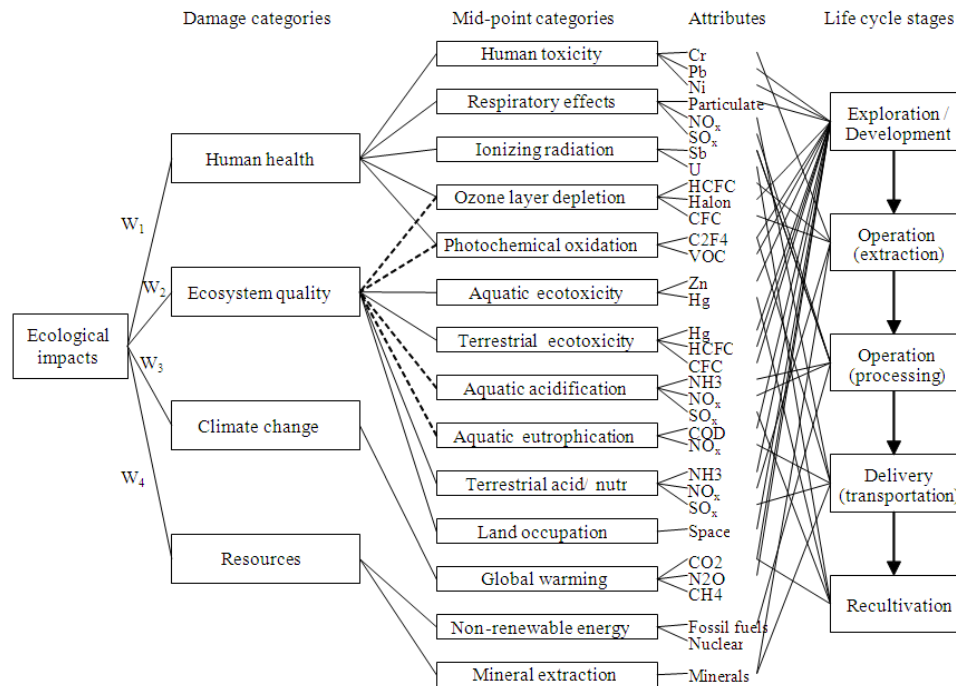 Damage categories
Mid-point categories
Attributes
Life cycle stages
Ecological
impacts
W1
W2
W3
W4
Human health
Ecosystem quality
Climate change
Resources
Human toxicity
Respiratory effects
Ionizing radiation
Ozone layer depletion
Photochemical oxidation
Aquatic ecotoxicity
Terrestrial ecotoxicity
Aquatic acidification
Aquatic eutrophication
Terrestrial acid/ nutr
Land occupation
Global warming
Non-renewable energy
Mineral extraction
Cr
Pb
Ni
Particulate
NOx
SOx
Sb
U
HCFC
Halon
CFC
C2F4
VOC
Zn
Hg
Hg
HCFC
CFC
NH3
NOx
SOx
COD
NOx
NH3
NOx
SOx
Space
CO2
N2O
CH4
Fossil fuels
Nuclear
Minerals
Exploration /
Development
Operation
(extraction)
Operation
(processing)
Delivery
(transportation)
Recultivation